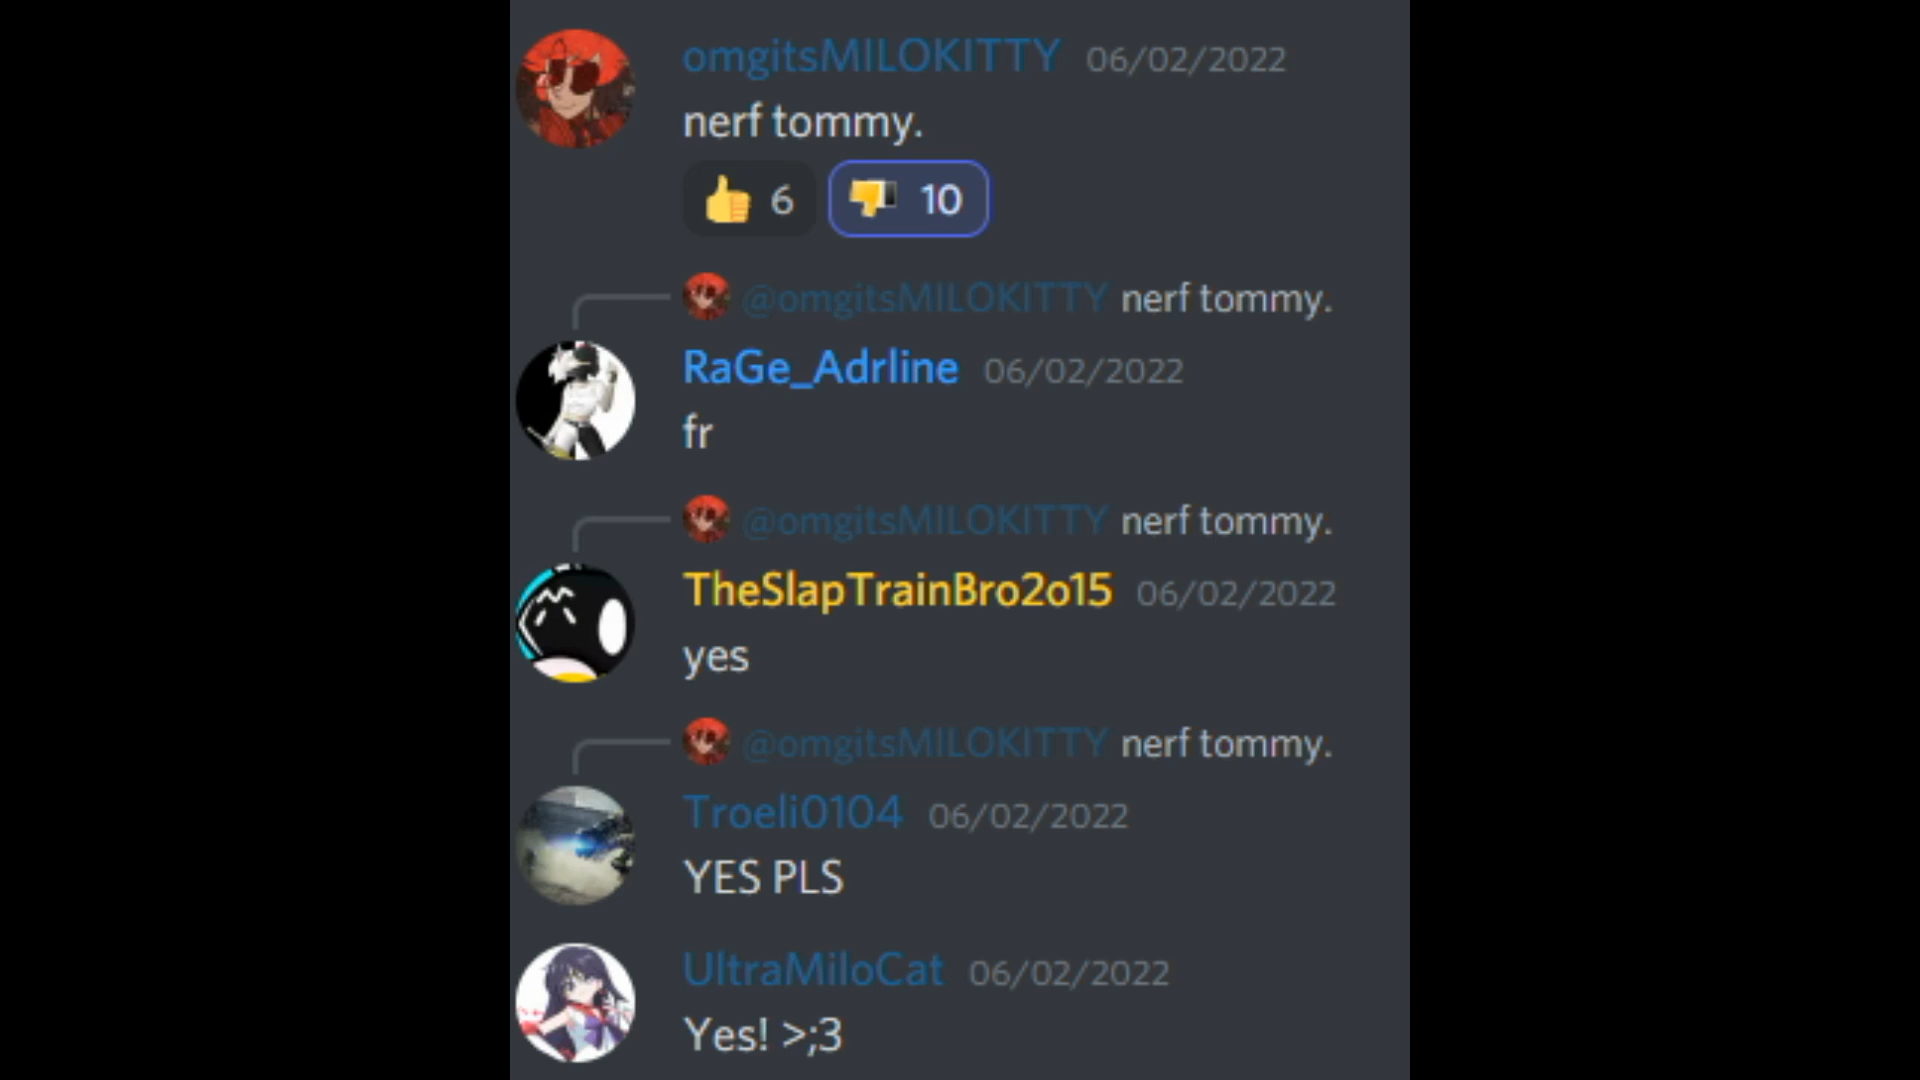 omgitsMILOKITTY 06/02/2022
nerf tommy.
6 10
@omgitsMILOKITTY nerf tommy.
RaGe_Adrline 06/02/2022
fr
@omgitsMILOKITTY nerf tommy.
TheSlapTrainBro2o15 06/02/2022
yes
@omgitsMILOKITTY nerf tommy.
Troeli0104 06/02/2022
YES PLS
UltraMiloCat 06/02/2022
Yes! >;3